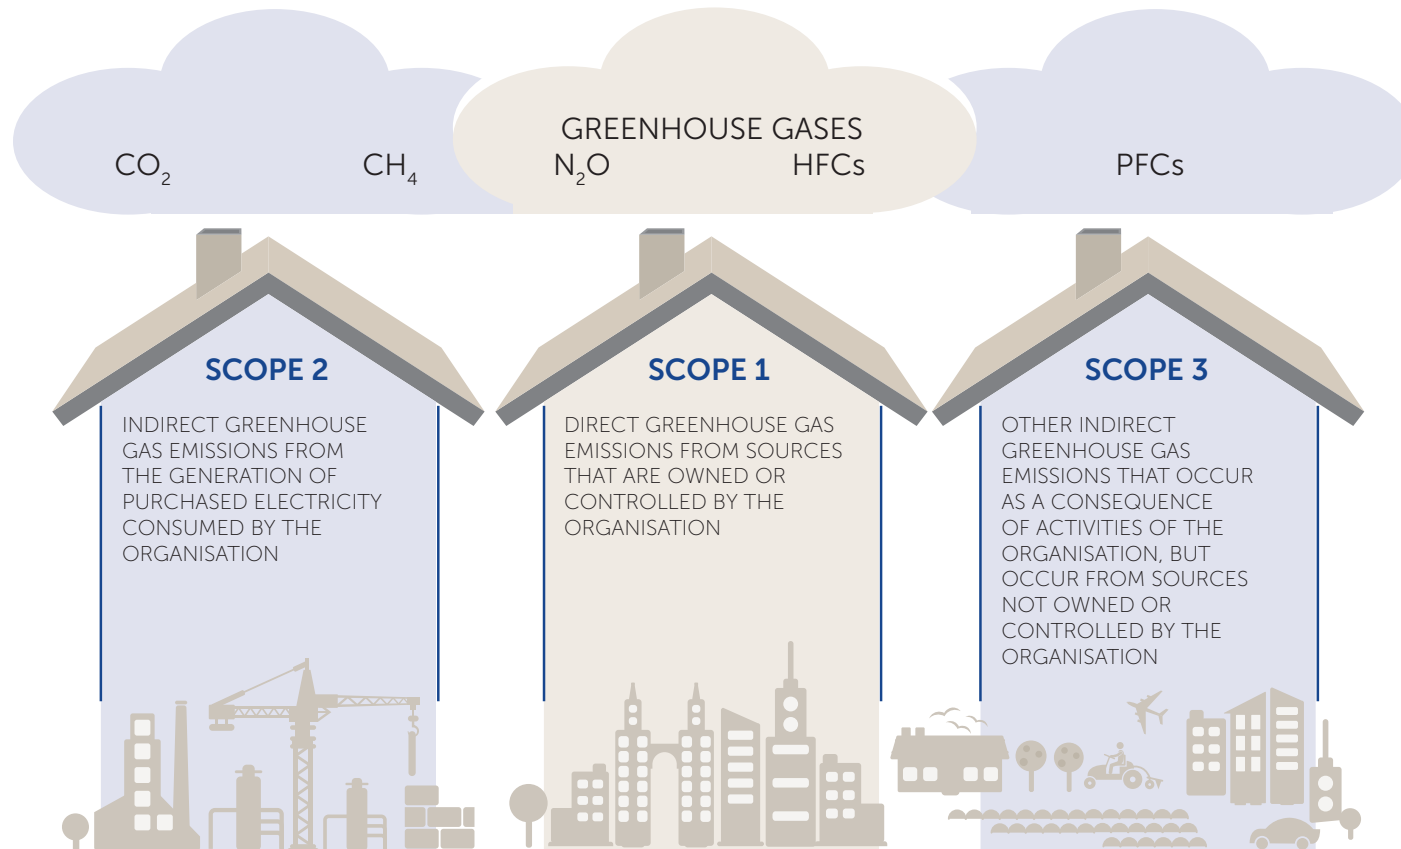 GREENHOUSE GASES
CO₂ CH₄ N₂O HFCs PFCs
SCOPE 2
INDIRECT GREENHOUSE
GAS EMISSIONS FROM
THE GENERATION OF
PURCHASED ELECTRICITY
CONSUMED BY THE
ORGANISATION
SCOPE 1
DIRECT GREENHOUSE GAS
EMISSIONS FROM SOURCES
THAT ARE OWNED OR
CONTROLLED BY THE
ORGANISATION
SCOPE 3
OTHER INDIRECT
GREENHOUSE GAS
EMISSIONS THAT OCCUR
AS A CONSEQUENCE
OF ACTIVITIES OF THE
ORGANISATION, BUT
OCCUR FROM SOURCES
NOT OWNED OR
CONTROLLED BY THE
ORGANISATION